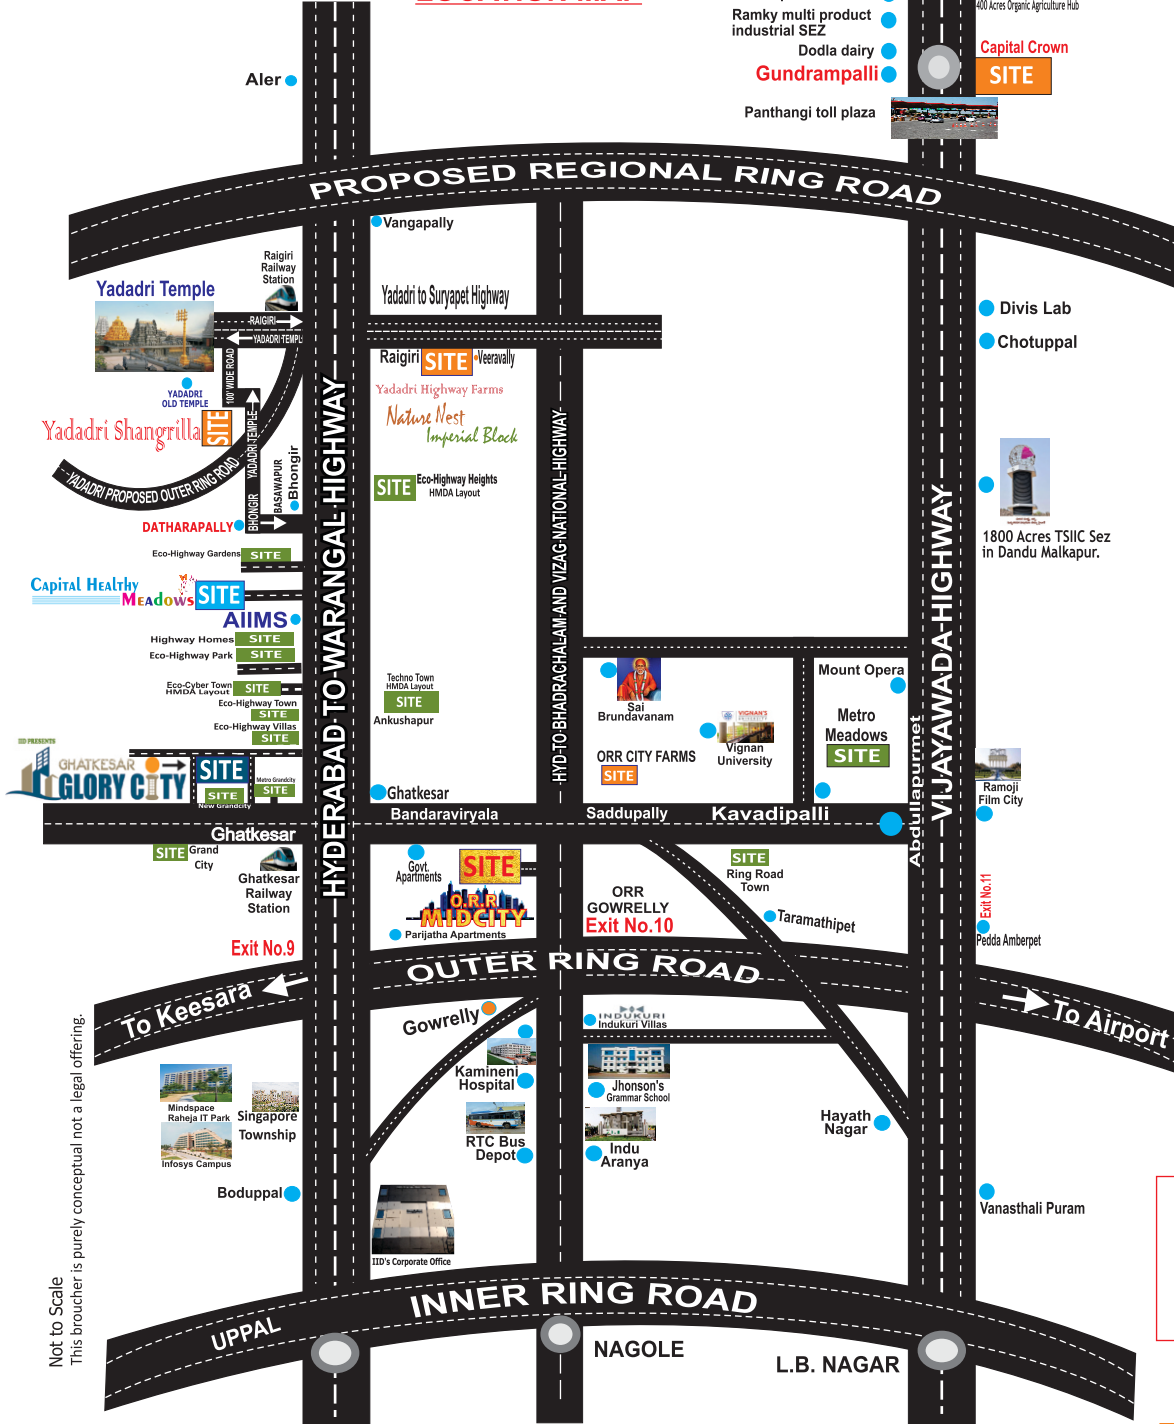 LOCATION MAP
400 Acres Organic Agriculture Hub
Ramky multi product
industrial SEZ
Dodla dairy
Gundrampalli
Capital Crown
SITE
Panthangi toll plaza
Aler
PROPOSED REGIONAL RING ROAD
Vangapally
Raigiri
Railway
Station
Yadadri Temple
Yadadri to Suryapet Highway
RAIGIRI
YADADRI TEMPL
100' WIDE ROAD
Raigiri
SITE
Veeravally
YADADRI
OLD TEMPLE
Yadadri Highway Farms
Nature Nest
Imperial Block
Yadadri Shangrilla
SITE
YADADRI PROPOSED OUTER RING ROAD
BHONGIR
YADADRI-TEMPLE
BASAWAPUR
Bhongir
SITE
Eco-Highway Heights
HMDA Layout
DATHARAPALLY
Eco-Highway Gardens
SITE
Capital Healthy
Meadows
SITE
AIIMS
Highway Homes
SITE
Eco-Highway Park
SITE
Eco-Cyber Town
HMDA Layout
SITE
Eco-Highway Town
SITE
Eco-Highway Villas
SITE
HYDERABAD-TO-WARANGAL HIGHWAY
HYD-TO-BHADRACHALAM-AND VIZAG-NATIONAL-HIGHWAY
VIJAYAWADA-HIGHWAY
Divis Lab
Chotuppal
1800 Acres TSIIC Sez
in Dandu Malkapur.
Techno Town
HMDA Layout
SITE
Ankushapur
Sai
Brundavanam
VIGNAN'S
Vignan
University
ORR CITY FARMS
SITE
Mount Opera
Metro
Meadows
SITE
Abdullapurmet
Ramoji
Film City
IID PRESENTS
GHATKESAR
GLORY CITY
SITE
SITE
New Grandcity
Metro Grandcity
SITE
Ghatkesar
Bandaraviryala
Saddupally
Kavadipalli
Ghatkesar
SITE
Grand
City
Ghatkesar
Railway
Station
Govt.
Apartments
SITE
O.R.R
MIDCITY
Parijatha Apartments
ORR
GOWRELLY
Exit No.10
SITE
Ring Road
Town
Taramathipet
Exit No.11
Pedda Amberpet
Exit No.9
OUTER RING ROAD
To Keesara
To Airport
Gowrelly
INDUKURI
Indukuri Villas
Kamineni
Hospital
Jhonson's
Grammar School
Mindspace
Raheja IT Park
Singapore
Township
Infosys Campus
RTC Bus
Depot
Indu
Aranya
Hayath
Nagar
Boduppal
Vanasthali Puram
IID's Corporate Office
INNER RING ROAD
UPPAL
NAGOLE
L.B. NAGAR
Not to Scale
This broucher is purely conceptual not a legal offering.